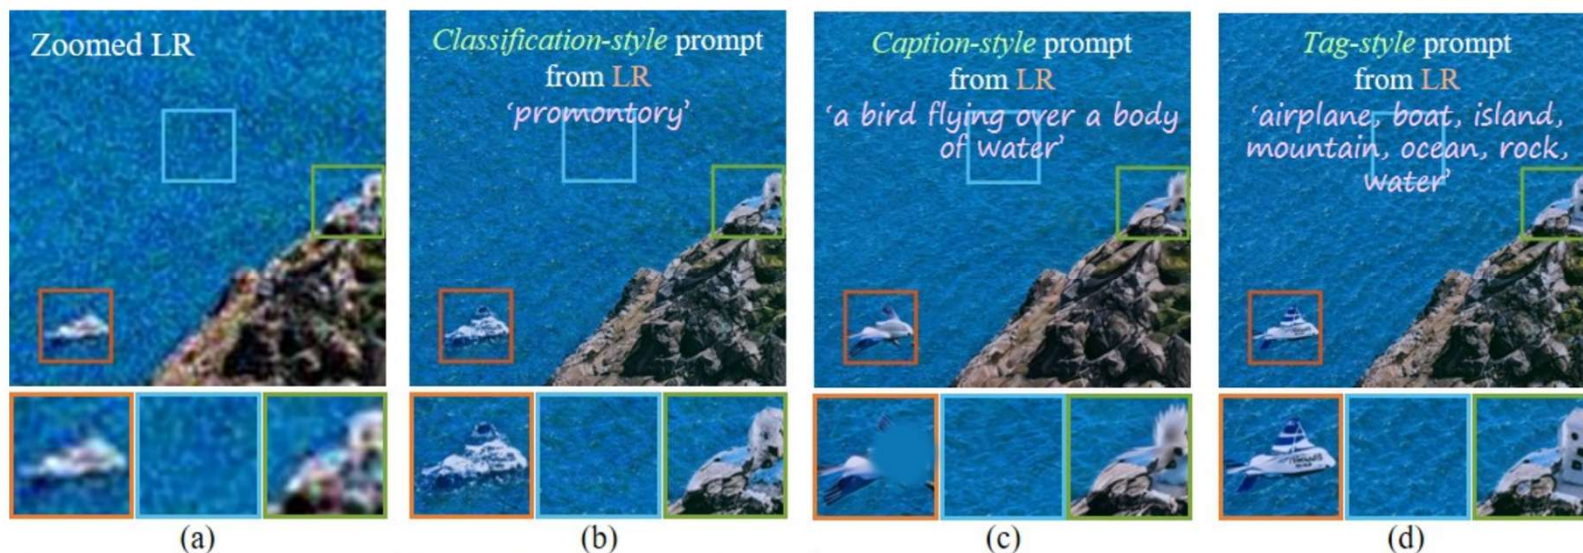 Zoomed LR
Classification-style prompt
from LR
‘promontory’
Caption-style prompt
from LR
‘a bird flying over a body
of water’
Tag-style prompt
from LR
‘airplane, boat, island,
mountain, ocean, rock,
water’
(a)
(b)
(c)
(d)